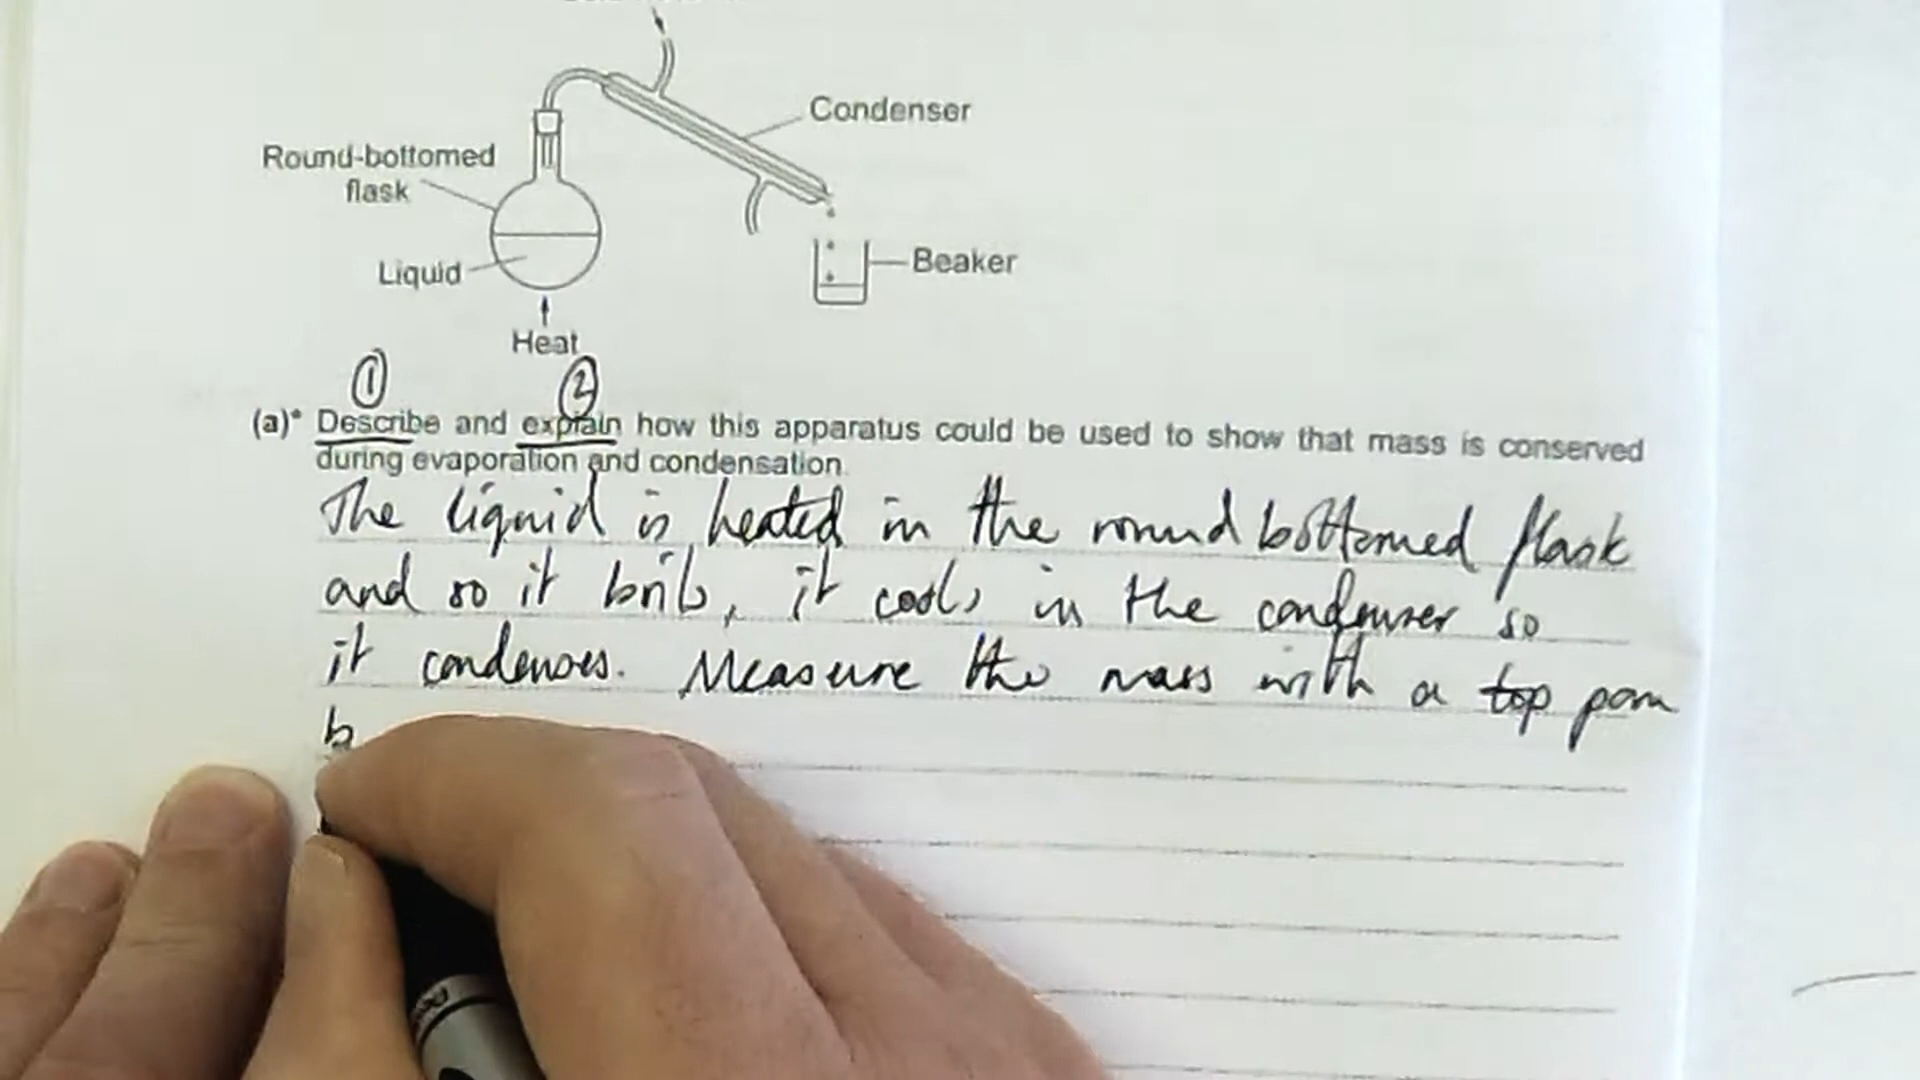 Condenser
Round-bottomed
flask
Liquid
Beaker
Heat
① ②
(a)* Describe and explain how this apparatus could be used to show that mass is conserved
during evaporation and condensation.
The liquid is heated in the round bottomed flask
and so it boils, it cools in the condenser so
it condenses. Measure the mass with a top pan
b